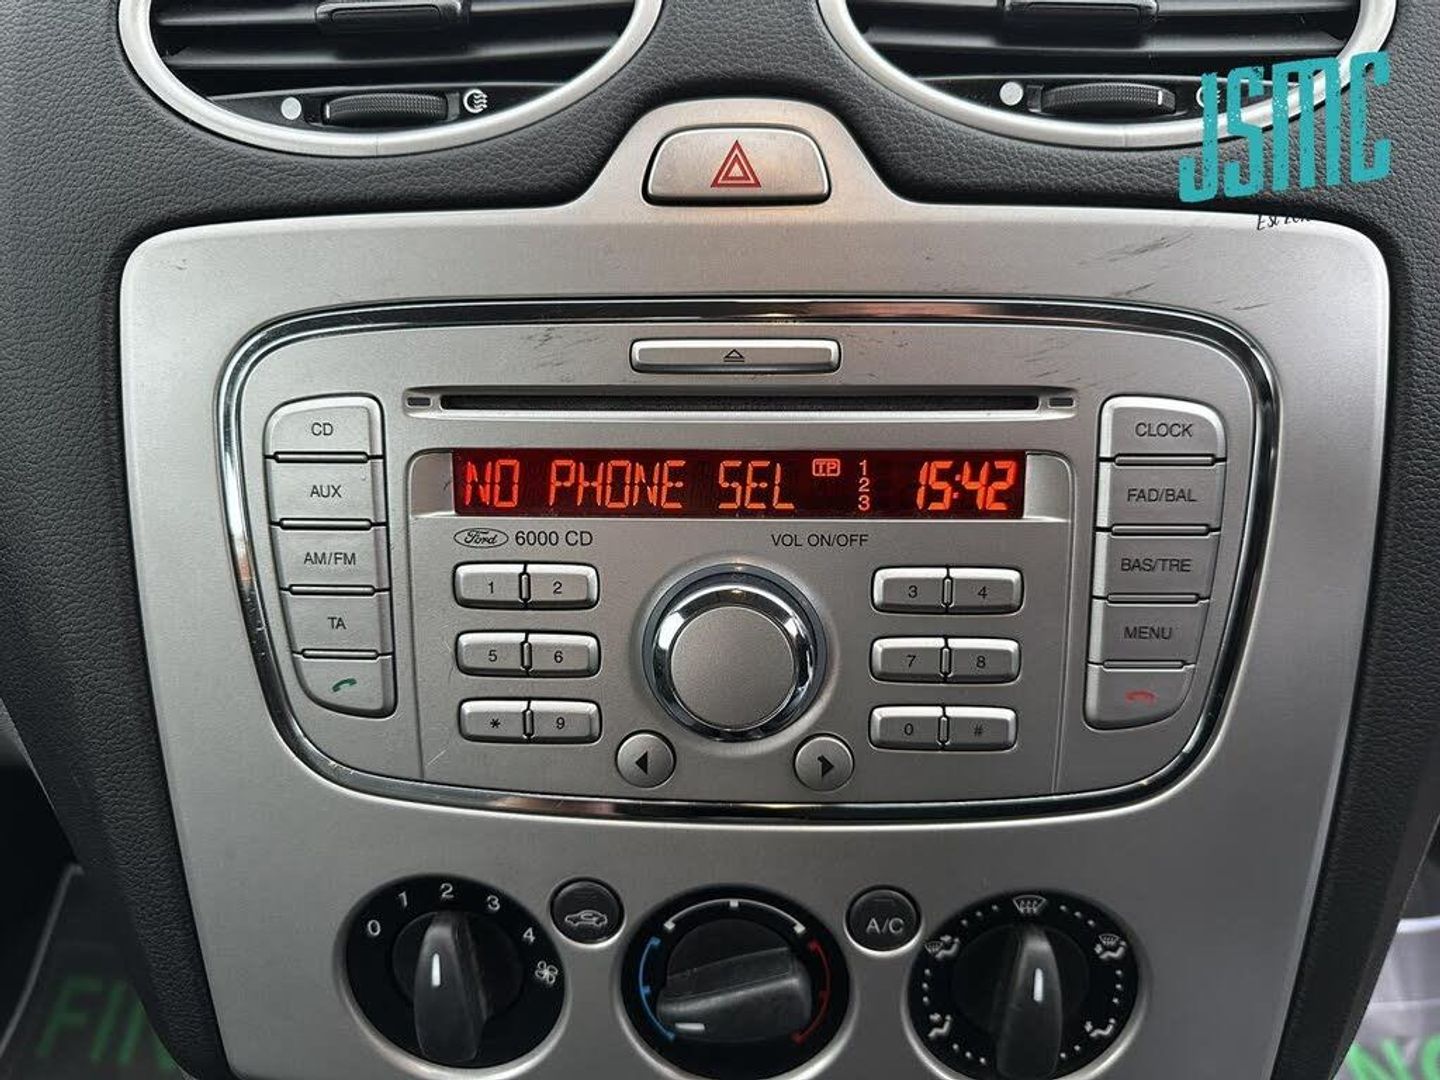 JSMC
CD
AUX
AM/FM
TA
NO PHONE SEL TP 1 2 3 15:42
Ford 6000 CD
VOL ON/OFF
1 2 3 4
5 6 7 8
* 9 0 #
CLOCK
FAD/BAL
BAS/TRE
MENU
0 1 2 3 4
A/C